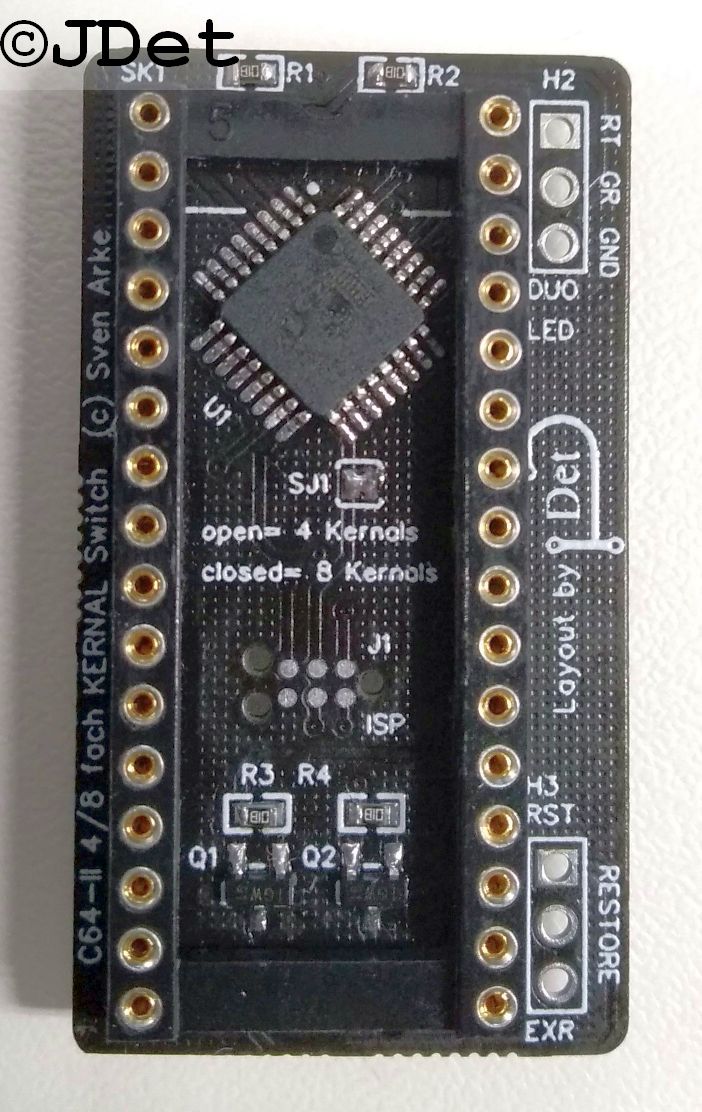 ©JDet
SK1
R1
R2
H2
5
RT GR GND
DUO
LED
U1
SJ1
open= 4 Kernals
closed= 8 Kernals
C64-III 4/8 fach KERNAL Switch (c) Sven Arke
Layout by Det
J1
ISP
R3 R4
Q1
Q2
H3
RST
RESTORE
EXR